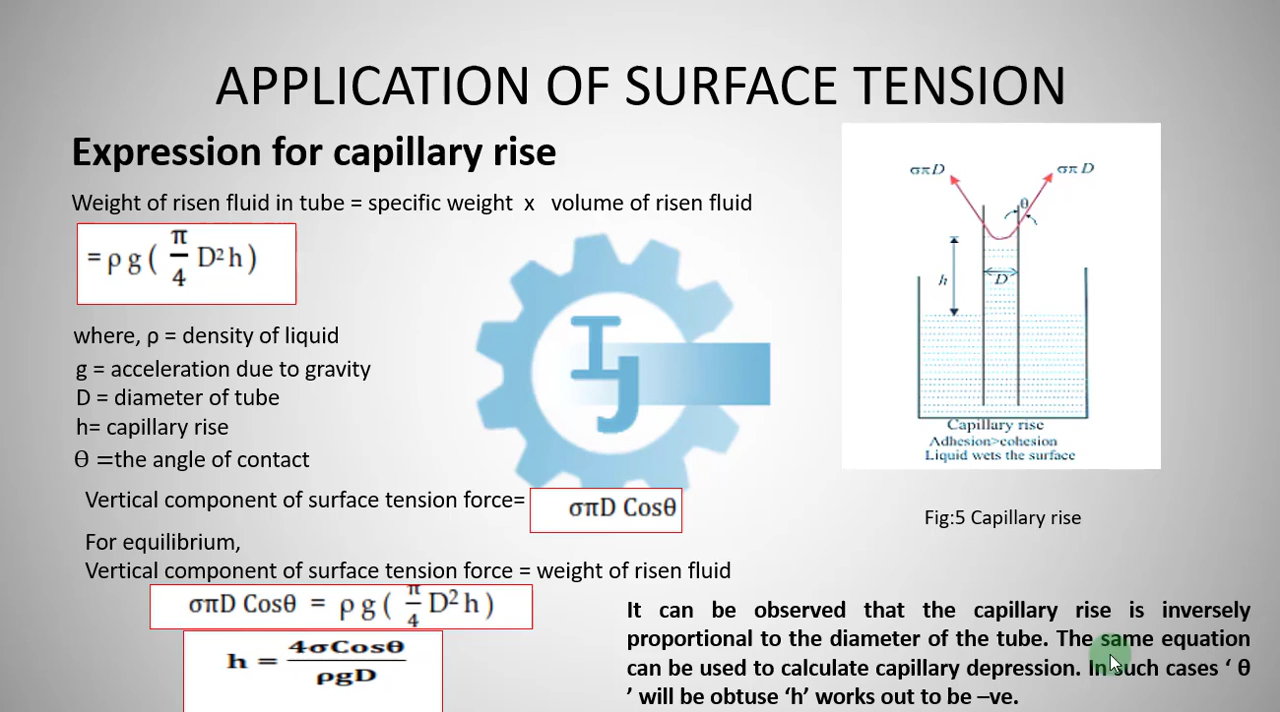 APPLICATION OF SURFACE TENSION
Expression for capillary rise
Weight of risen fluid in tube = specific weight x volume of risen fluid
= ρ g ( π/4 D² h )
where, ρ = density of liquid
g = acceleration due to gravity
D = diameter of tube
h= capillary rise
θ =the angle of contact
Vertical component of surface tension force= σπD Cosθ
For equilibrium,
Vertical component of surface tension force = weight of risen fluid
σπD Cosθ = ρ g ( π/4 D² h )
h = 4σCosθ/ρgD
IJ
σπD σπD
θ
h D
Capillary rise
Adhesion>cohesion
Liquid wets the surface
Fig:5 Capillary rise
It can be observed that the capillary rise is inversely
proportional to the diameter of the tube. The same equation
can be used to calculate capillary depression. In such cases ‘ θ
’ will be obtuse ‘h’ works out to be –ve.